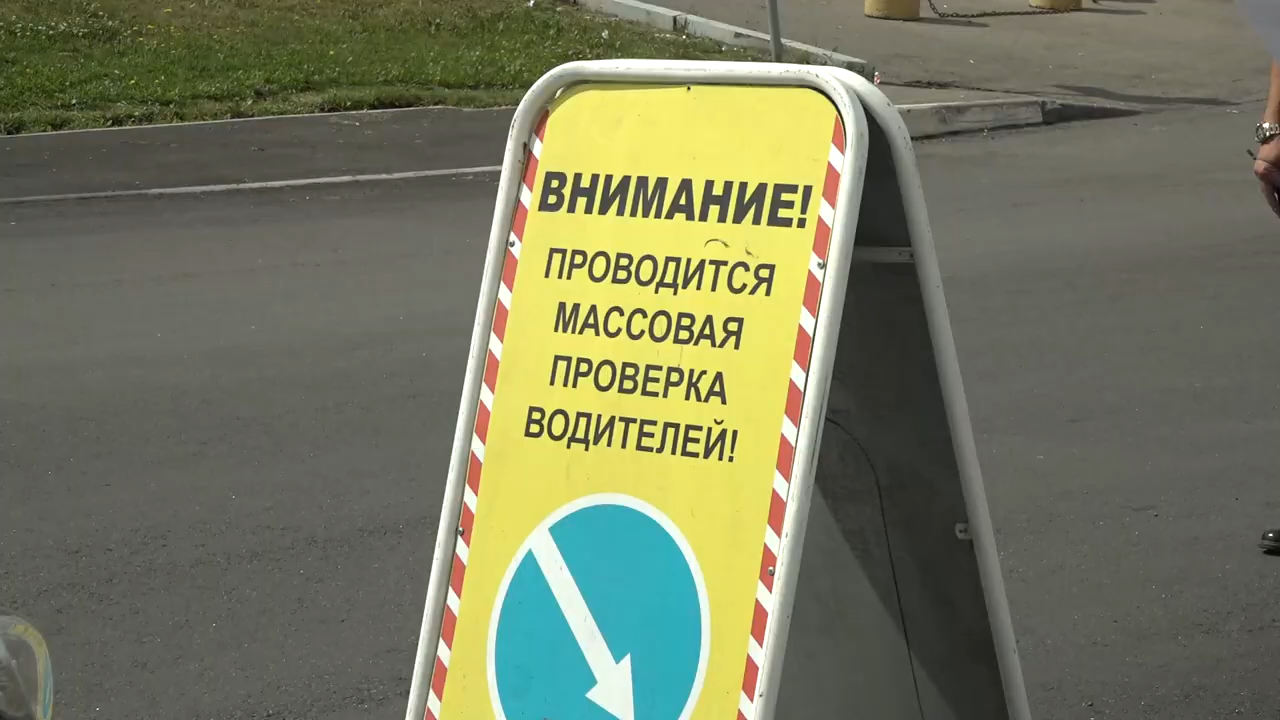 ВНИМАНИЕ!
ПРОВОДИТСЯ
МАССОВАЯ
ПРОВЕРКА
ВОДИТЕЛЕЙ!